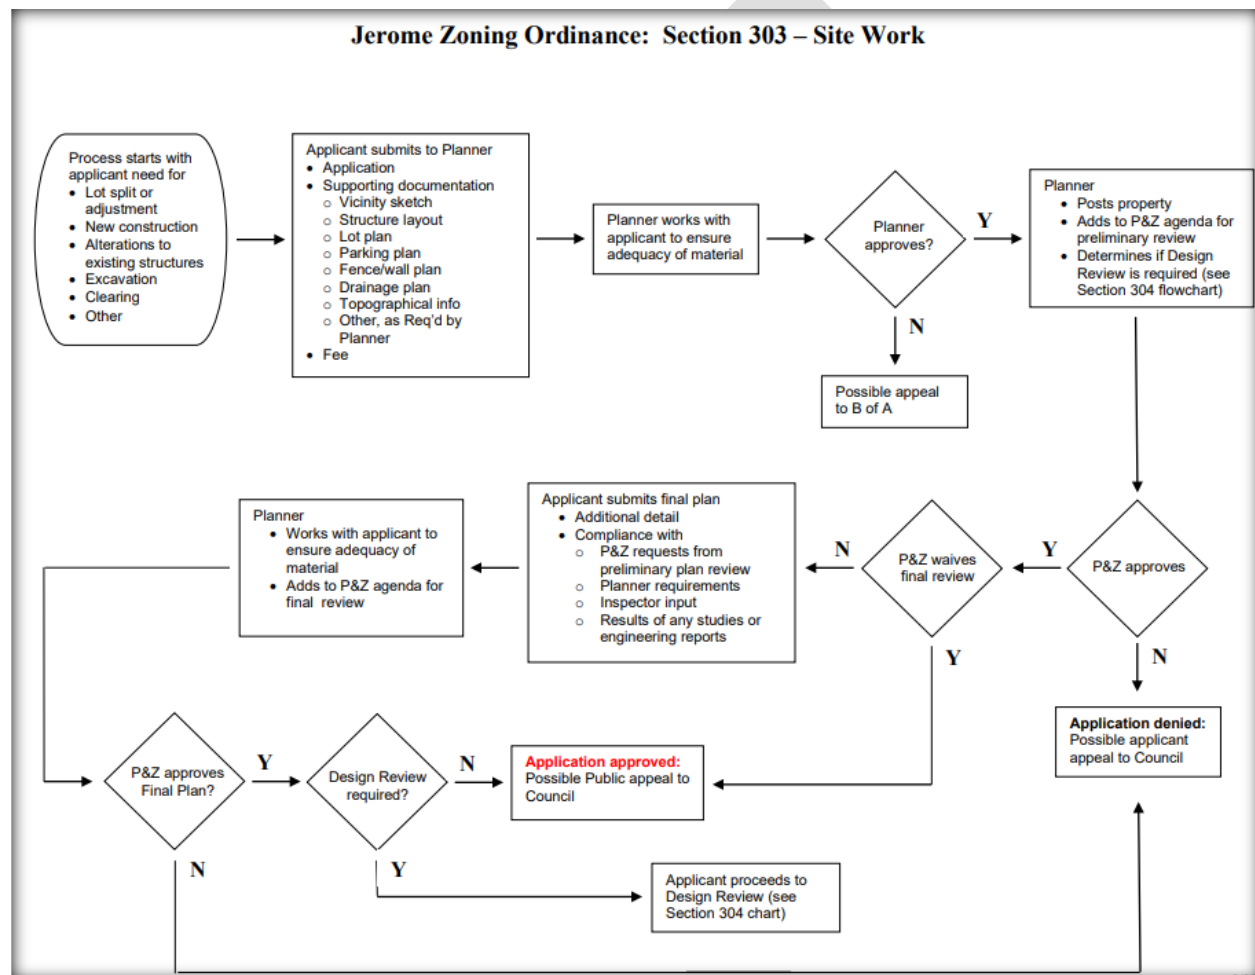 Jerome Zoning Ordinance:  Section 303 – Site Work
Process starts with
applicant need for
• Lot split or
adjustment
• New construction
• Alterations to
existing structures
• Excavation
• Clearing
• Other
Applicant submits to Planner
• Application
• Supporting documentation
o Vicinity sketch
o Structure layout
o Lot plan
o Parking plan
o Fence/wall plan
o Drainage plan
o Topographical info
o Other, as Req'd by
Planner
• Fee
Planner works with
applicant to ensure
adequacy of material
Planner
approves?
Y
N
Possible appeal
to B of A
Planner
• Posts property
• Adds to P&Z agenda for
preliminary review
• Determines if Design
Review is required (see
Section 304 flowchart)
P&Z approves
Y
N
Application denied:
Possible applicant
appeal to Council
P&Z waives
final review
N
Y
Applicant submits final plan
• Additional detail
• Compliance with
o P&Z requests from
preliminary plan review
o Planner requirements
o Inspector input
o Results of any studies or
engineering reports
Planner
• Works with applicant to
ensure adequacy of
material
• Adds to P&Z agenda for
final  review
P&Z approves
Final Plan?
Y
N
Design Review
required?
N
Y
Application approved:
Possible Public appeal to
Council
Applicant proceeds to
Design Review (see
Section 304 chart)